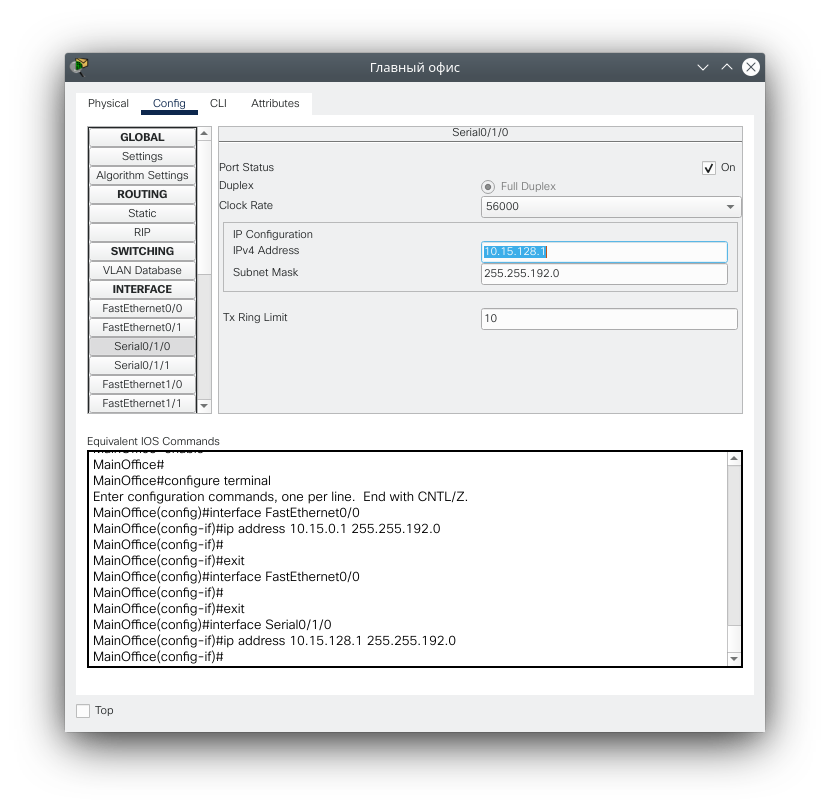 Главный офис
Physical Config CLI Attributes
GLOBAL
Settings
Algorithm Settings
ROUTING
Static
RIP
SWITCHING
VLAN Database
INTERFACE
FastEthernet0/0
FastEthernet0/1
Serial0/1/0
Serial0/1/1
FastEthernet1/0
FastEthernet1/1
Serial0/1/0
Port Status On
Duplex Full Duplex
Clock Rate 56000
IP Configuration
IPv4 Address 10.15.128.1
Subnet Mask 255.255.192.0
Tx Ring Limit 10
Equivalent IOS Commands
MainOffice>enable
MainOffice#
MainOffice#configure terminal
Enter configuration commands, one per line. End with CNTL/Z.
MainOffice(config)#interface FastEthernet0/0
MainOffice(config-if)#ip address 10.15.0.1 255.255.192.0
MainOffice(config-if)#
MainOffice(config-if)#exit
MainOffice(config)#interface FastEthernet0/0
MainOffice(config-if)#
MainOffice(config-if)#exit
MainOffice(config)#interface Serial0/1/0
MainOffice(config-if)#ip address 10.15.128.1 255.255.192.0
MainOffice(config-if)#
Top